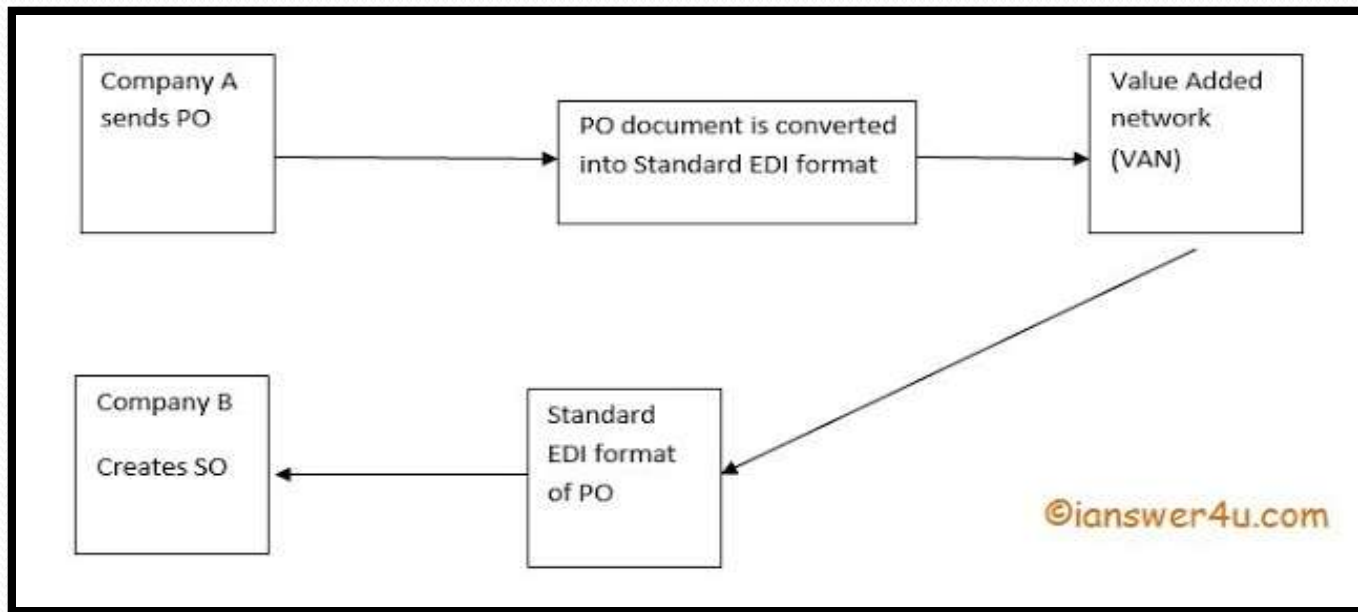 Company A
sends PO
PO document is converted
into Standard EDI format
Value Added
network
(VAN)
Company B
Creates SO
Standard
EDI format
of PO
©ianswer4u.com